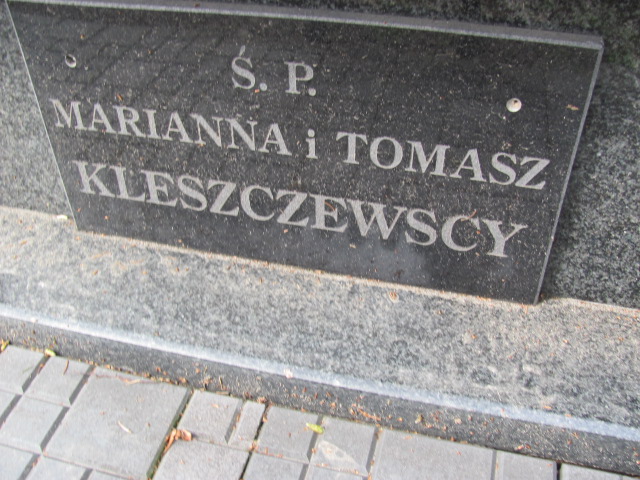 Ś. P.
MARIANNA i TOMASZ
KLESZCZEWSCY